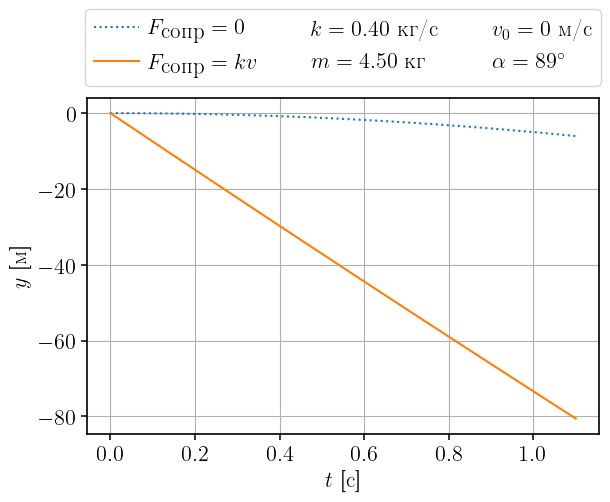 F_сопр = 0 k = 0.40 кг/с v_0 = 0 м/с
F_сопр = kv m = 4.50 кг α = 89°
0
−20
−40
−60
−80
y [м]
0.0 0.2 0.4 0.6 0.8 1.0
t [с]